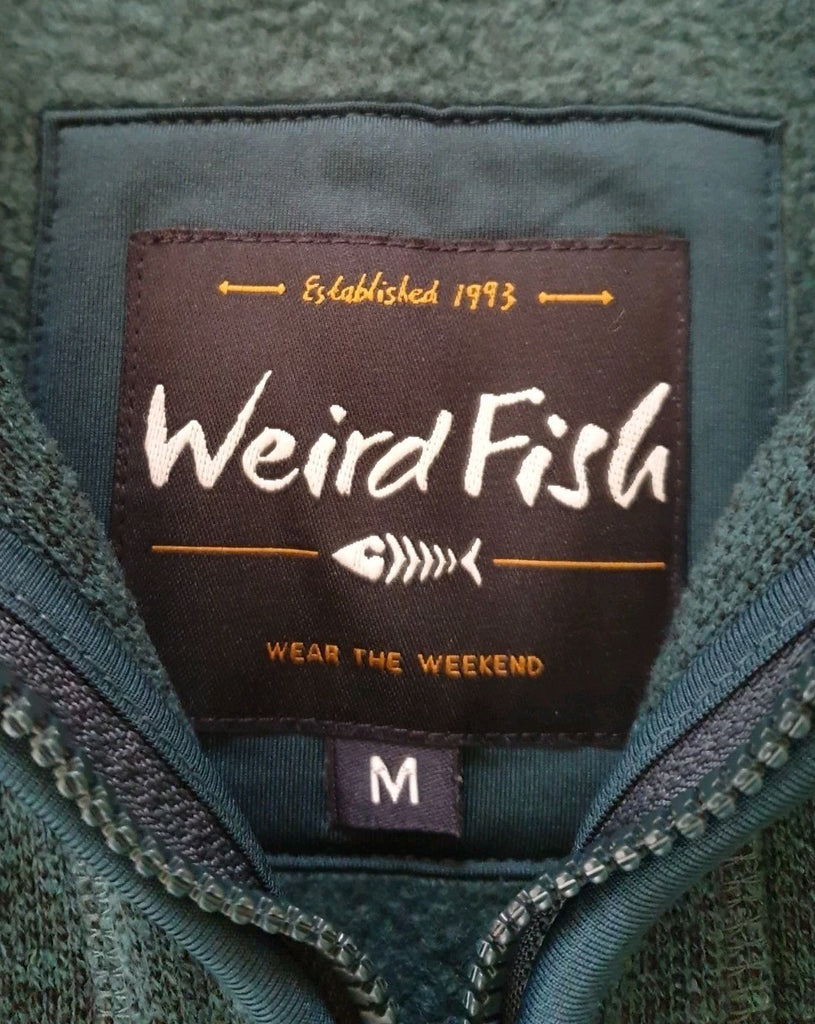 Established 1993
Weird Fish
WEAR THE WEEKEND
M